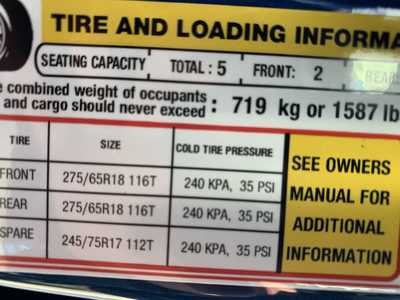 TIRE AND LOADING INFORMA
SEATING CAPACITY TOTAL : 5 FRONT: 2 REAR
e combined weight of occupants
and cargo should never exceed : 719 kg or 1587 lb
TIRE SIZE COLD TIRE PRESSURE
FRONT 275/65R18 116T 240 KPA, 35 PSI
REAR 275/65R18 116T 240 KPA, 35 PSI
SPARE 245/75R17 112T 240 KPA, 35 PSI
SEE OWNERS
MANUAL FOR
ADDITIONAL
INFORMATION